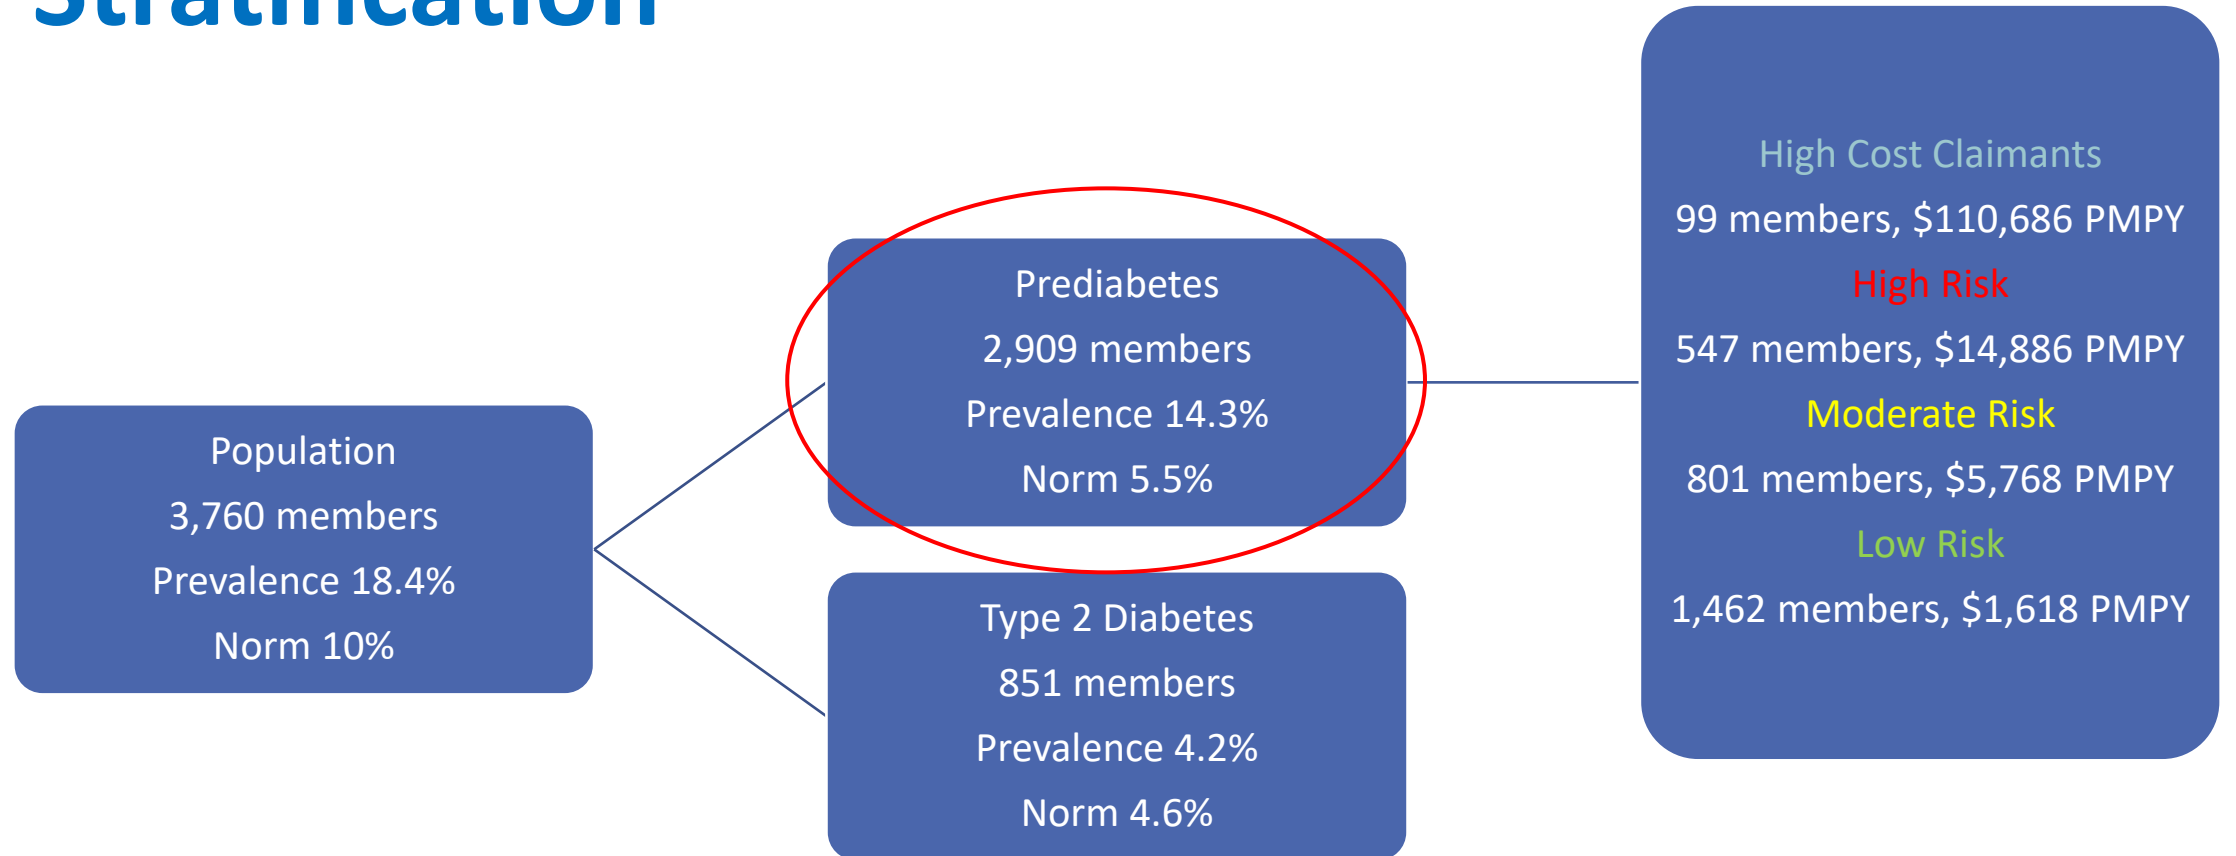 Stratification
Population
3,760 members
Prevalence 18.4%
Norm 10%
Prediabetes
2,909 members
Prevalence 14.3%
Norm 5.5%
Type 2 Diabetes
851 members
Prevalence 4.2%
Norm 4.6%
High Cost Claimants
99 members, $110,686 PMPY
High Risk
547 members, $14,886 PMPY
Moderate Risk
801 members, $5,768 PMPY
Low Risk
1,462 members, $1,618 PMPY